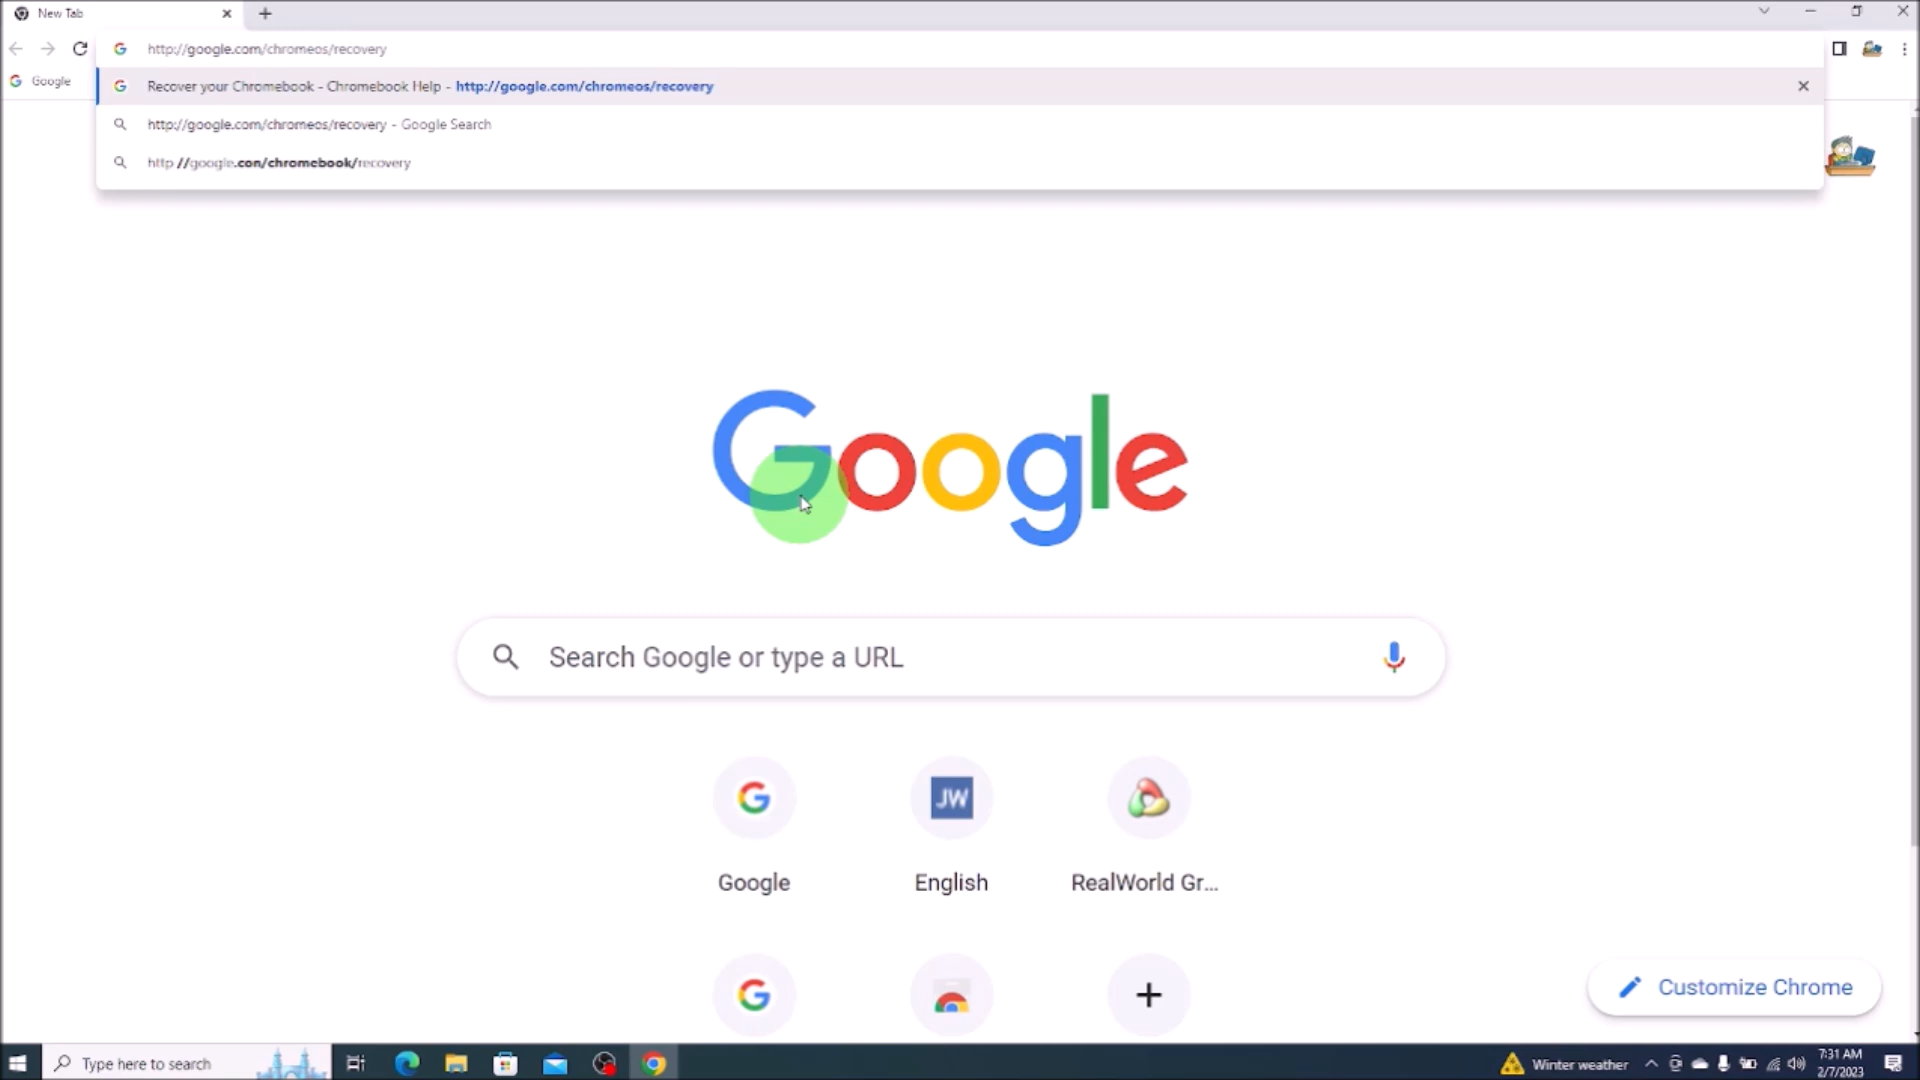 New Tab
http://google.com/chromeos/recovery
Google
Recover your Chromebook - Chromebook Help - http://google.com/chromeos/recovery
http://google.com/chromeos/recovery - Google Search
http //google.con/chromebook/recovery
Google
Search Google or type a URL
JW
Google
English
RealWorld Gr...
Customize Chrome
Type here to search
Winter weather
7:31 AM
2/7/2023